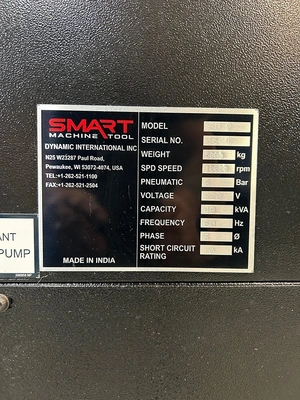 SMART
MACHINE TOOL
DYNAMIC INTERNATIONAL INC
N25 W23287 Paul Road,
Pewaukee, WI 53072-4074, USA
TEL:+1-262-521-1100
FAX:+1-262-521-2504
MADE IN INDIA
MODEL
SERIAL NO.
WEIGHT kg
SPD SPEED rpm
PNEUMATIC Bar
VOLTAGE V
CAPACITY kVA
FREQUENCY Hz
PHASE Ø
SHORT CIRCUIT
RATING kA
ANT
PUMP